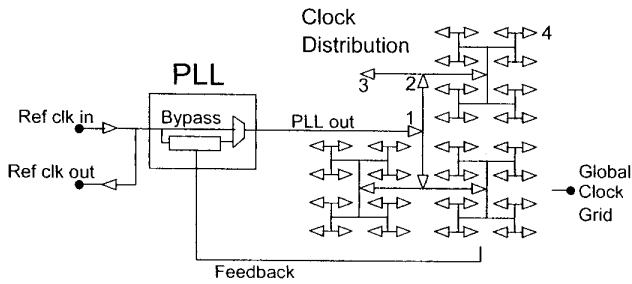 Clock
Distribution
4
PLL
3
2
Ref clk in
Bypass
1
PLL out
Ref clk out
Global
Clock
Grid
Feedback